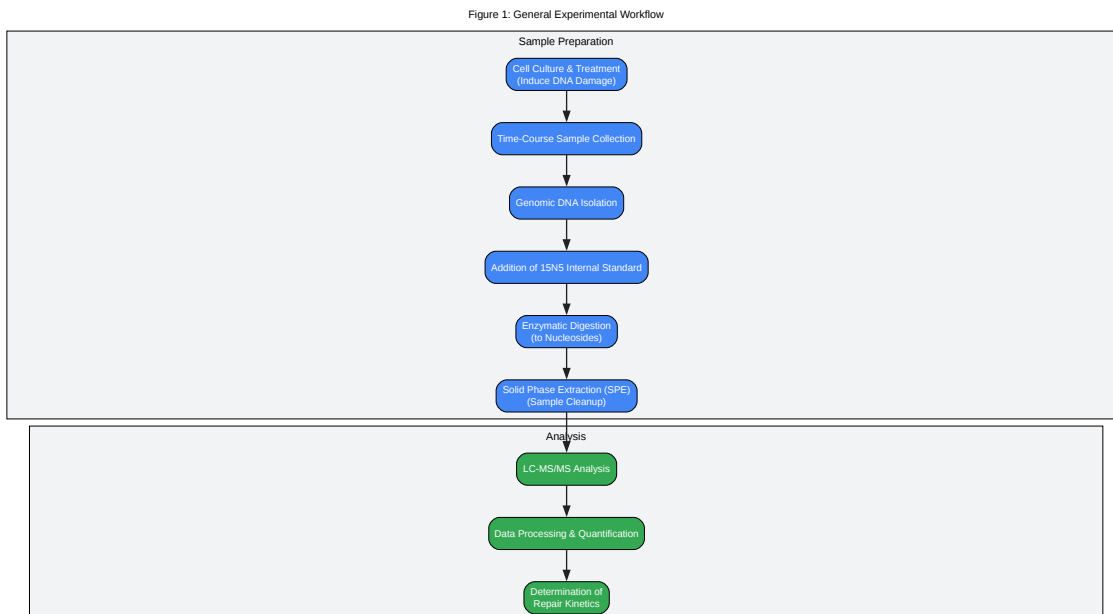 Figure 1: General Experimental Workflow
Sample Preparation
Cell Culture & Treatment
(Induce DNA Damage)
Time-Course Sample Collection
Genomic DNA Isolation
Addition of 15N5 Internal Standard
Enzymatic Digestion
(to Nucleosides)
Solid Phase Extraction (SPE)
(Sample Cleanup)
Analysis
LC-MS/MS Analysis
Data Processing & Quantification
Determination of
Repair Kinetics